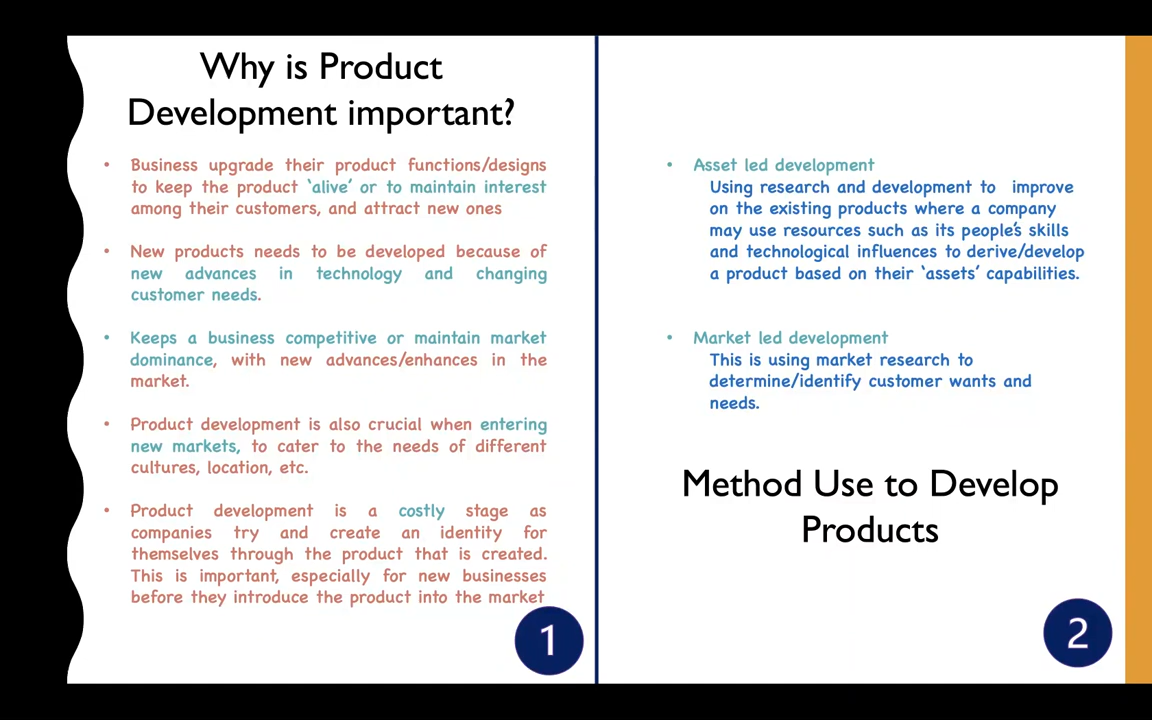 Why is Product
Development important?
• Business upgrade their product functions/designs
to keep the product ‘alive’ or to maintain interest
among their customers, and attract new ones
• New products needs to be developed because of
new advances in technology and changing
customer needs.
• Keeps a business competitive or maintain market
dominance, with new advances/enhances in the
market.
• Product development is also crucial when entering
new markets, to cater to the needs of different
cultures, location, etc.
• Product development is a costly stage as
companies try and create an identity for
themselves through the product that is created.
This is important, especially for new businesses
before they introduce the product into the market
1
• Asset led development
Using research and development to improve
on the existing products where a company
may use resources such as its people’s skills
and technological influences to derive/develop
a product based on their ‘assets’ capabilities.
• Market led development
This is using market research to
determine/identify customer wants and
needs.
Method Use to Develop
Products
2